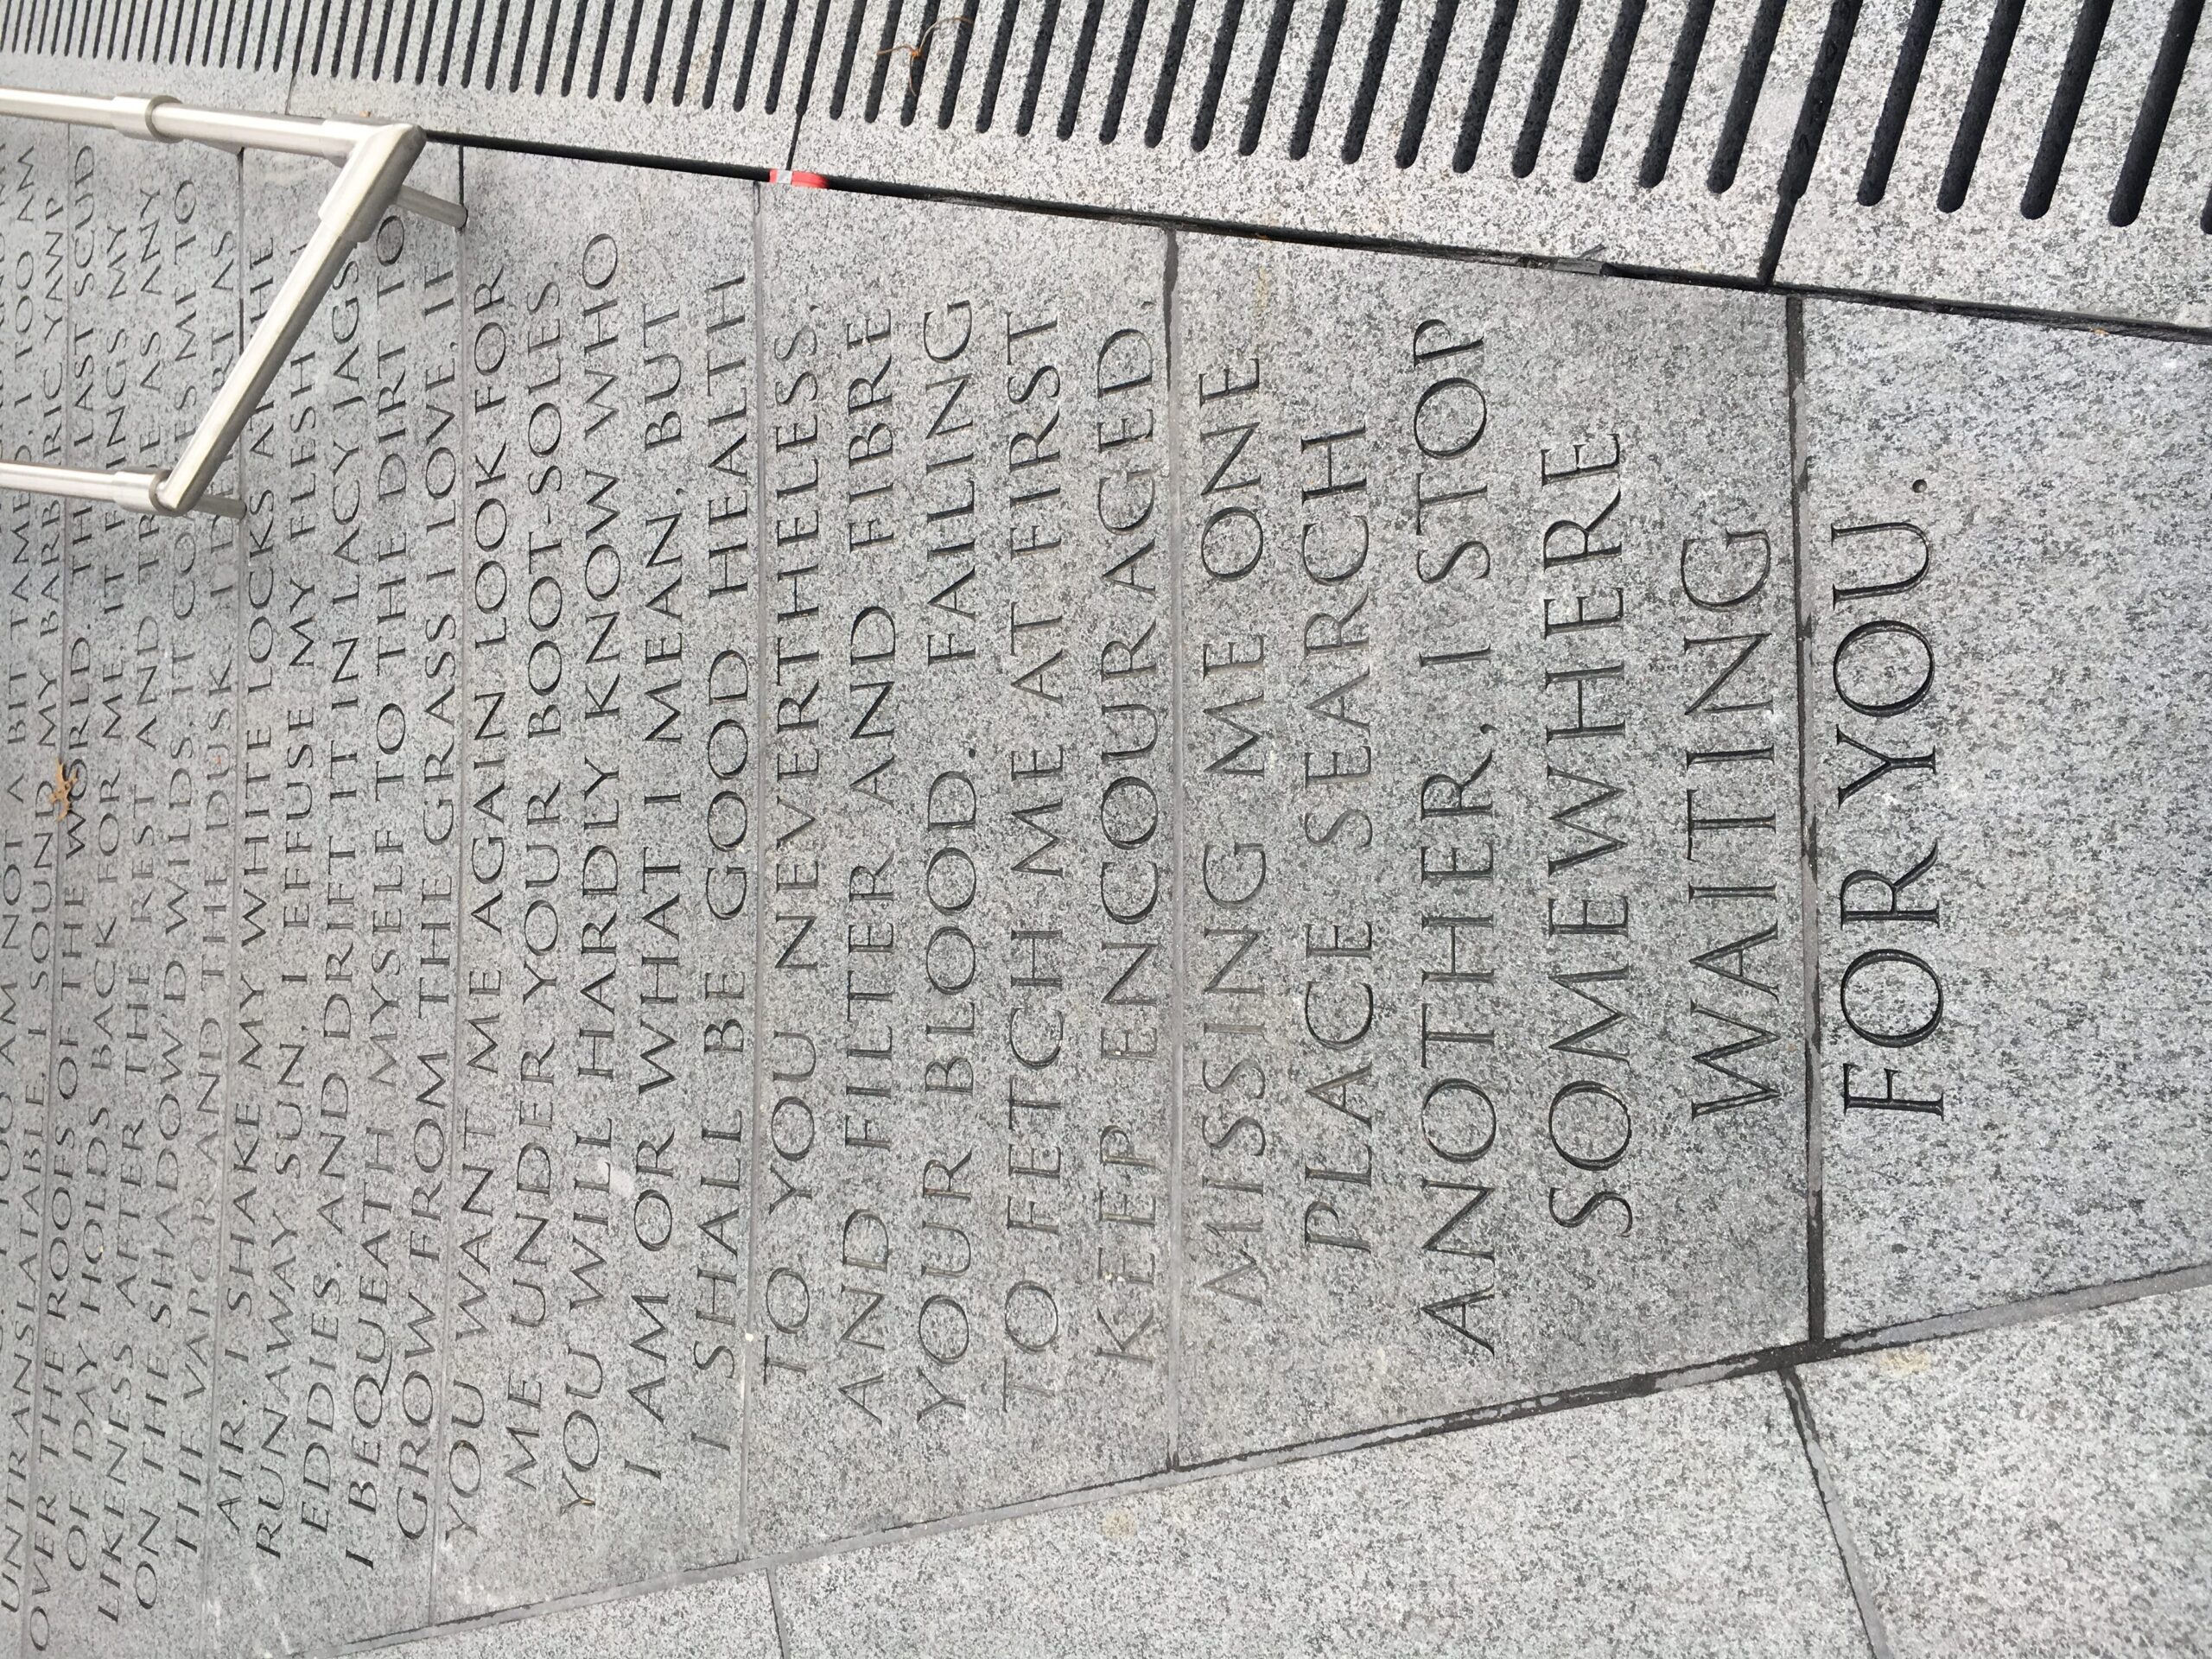 TOO AM NOT A BIT TAMED, I TOO AM
UNTRANSLATABLE. I SOUND MY BARBARIC YAWP
OVER THE ROOFS OF THE WORLD. THE LAST SCUD
OF DAY HOLDS BACK FOR ME. IT FLINGS MY
LIKENESS AFTER THE REST AND TRUE AS ANY
ON THE SHADOW'D WILDS. IT COAXES ME TO
THE VAPOR AND THE DUSK. I DEPART AS
AIR. I SHAKE MY WHITE LOCKS AT THE
RUNAWAY SUN. I EFFUSE MY FLESH IN
EDDIES, AND DRIFT IT IN LACY JAGS.
I BEQUEATH MYSELF TO THE DIRT TO
GROW FROM THE GRASS I LOVE. IF
YOU WANT ME AGAIN LOOK FOR
ME UNDER YOUR BOOT-SOLES.
YOU WILL HARDLY KNOW WHO
I AM OR WHAT I MEAN, BUT
I SHALL BE GOOD HEALTH
TO YOU NEVERTHELESS,
AND FILTER AND FIBRE
YOUR BLOOD. FAILING
TO FETCH ME AT FIRST
KEEP ENCOURAGED,
MISSING ME ONE
PLACE SEARCH
ANOTHER, I STOP
SOMEWHERE
WAITING
FOR YOU.